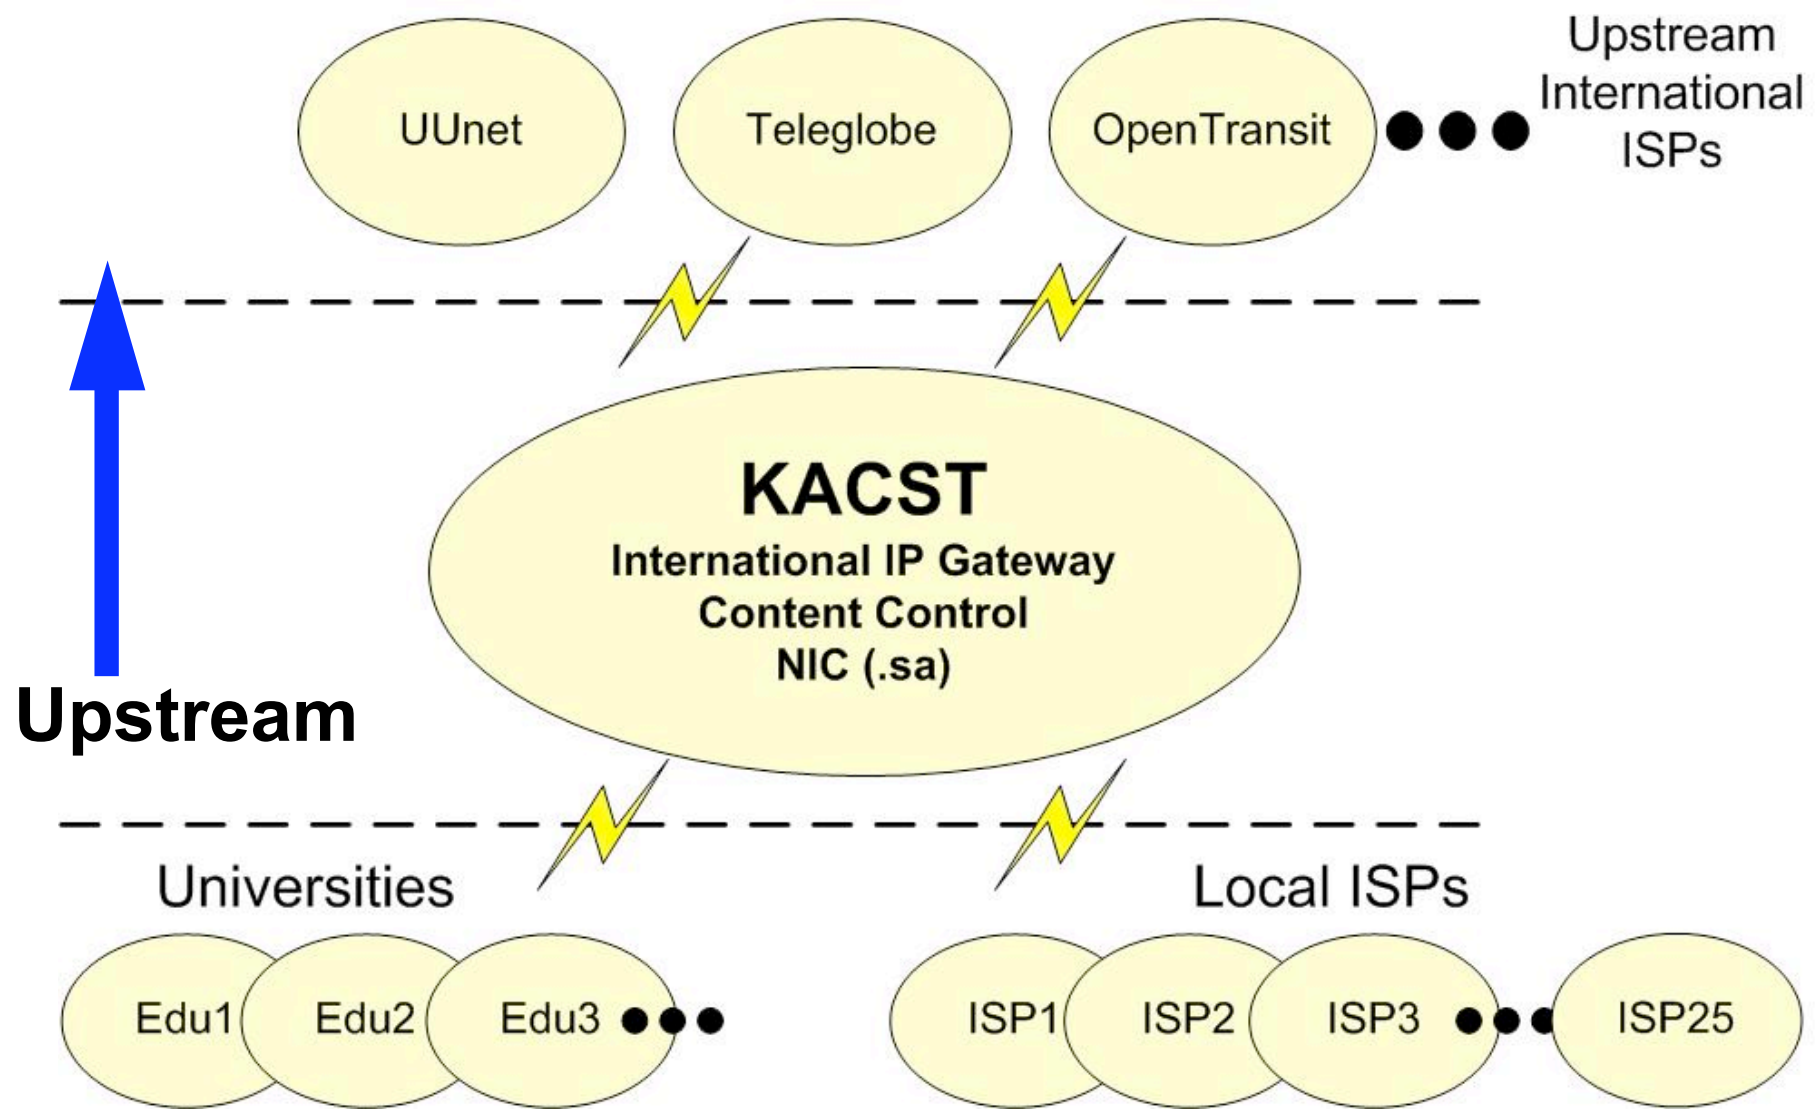 UUnet
Teleglobe
OpenTransit
Upstream
International
ISPs
KACST
International IP Gateway
Content Control
NIC (.sa)
Upstream
Universities
Local ISPs
Edu1
Edu2
Edu3
ISP1
ISP2
ISP3
ISP25